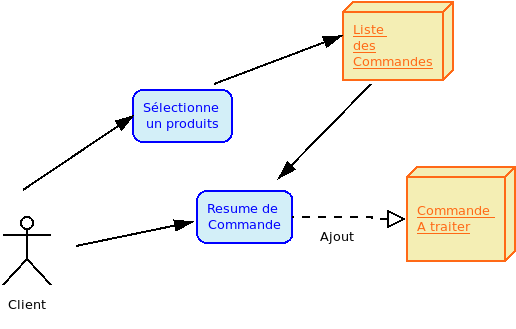 Liste
des
Commandes
Sélectionne
un produits
Resume de
Commande
Commande
A traiter
Ajout
Client